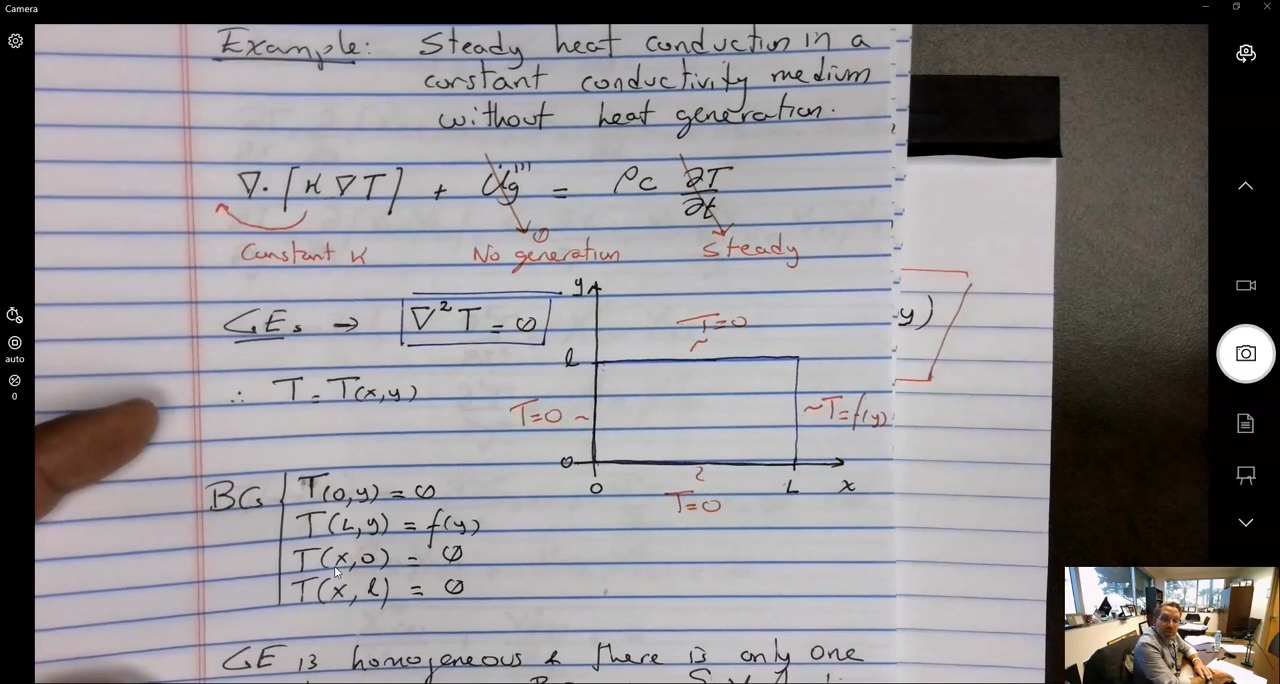 Camera
Example: Steady heat conduction in a
constant conductivity medium
without heat generation.
∇·[K∇T] + u̇g''' = ρc ∂T/∂t
Constant K
0
No generation
Steady
GEs → ∇²T = 0
y
T=0
l
∴ T = T(x,y)
T=0 ~
~T=f(y)
0
0
L
x
T=0
BCs
T(0,y) = 0
T(L,y) = f(y)
T(x,0) = 0
T(x,l) = 0
GE is homogeneous & there is only one
y)
auto
0